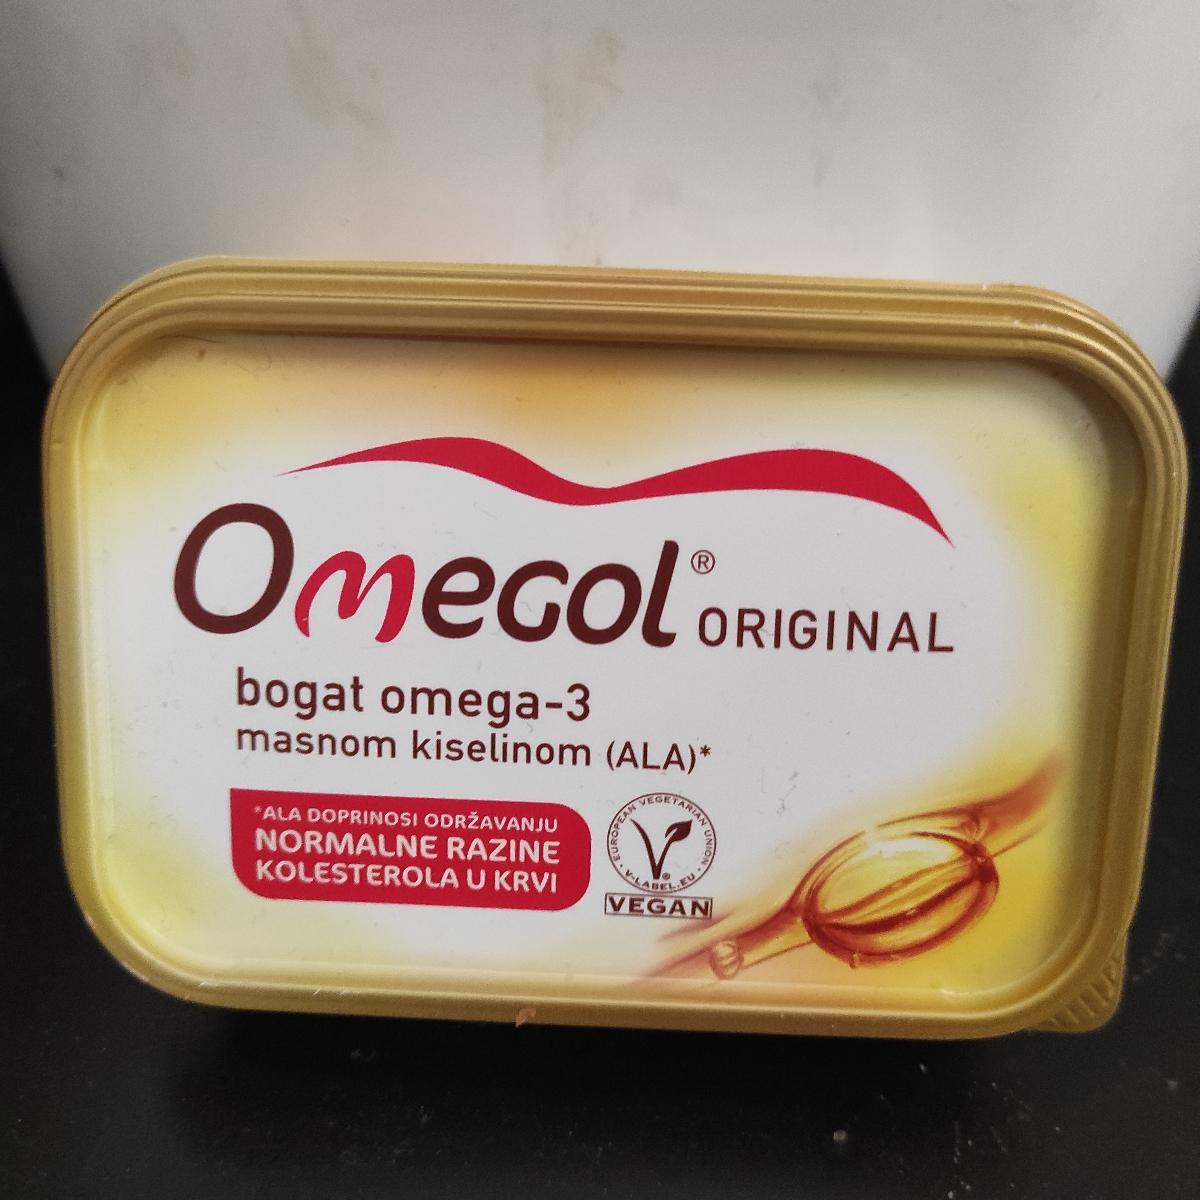 Omegol® ORIGINAL
bogat omega-3
masnom kiselinom (ALA)*
*ALA DOPRINOSI ODRŽAVANJU
NORMALNE RAZINE
KOLESTEROLA U KRVI
EUROPEAN VEGETARIAN UNION
V-LABEL.EU
®
VEGAN